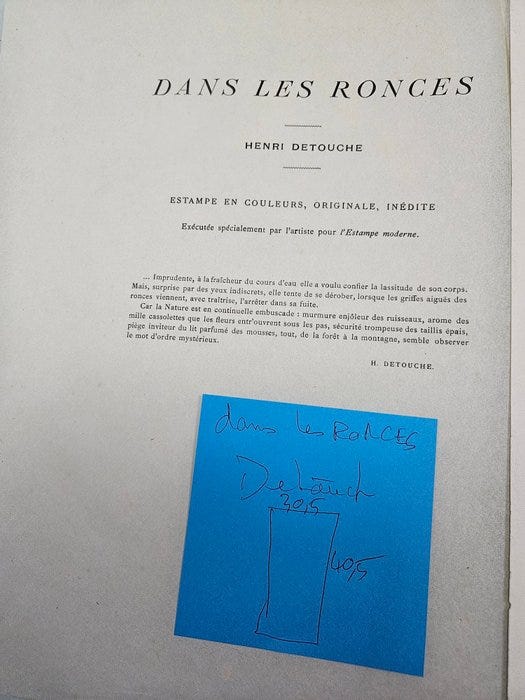 DANS LES RONCES
HENRI DETOUCHE
ESTAMPE EN COULEURS, ORIGINALE, INÉDITE
Exécutée spécialement par l'artiste pour l'Estampe moderne.
... Imprudente, à la fraîcheur du cours d'eau elle a voulu confier la lassitude de son corps.
Mais, surprise par des yeux indiscrets, elle tente de se dérober, lorsque les griffes aiguës des
ronces viennent, avec traîtrise, l'arrêter dans sa fuite.
Car la Nature est en continuelle embuscade : murmure enjôleur des ruisseaux, arome des
mille cassolettes que les fleurs entr'ouvrent sous les pas, sécurité trompeuse des taillis épais,
piège inviteur du lit parfumé des mousses, tout, de la forêt à la montagne, semble observer
le mot d'ordre mystérieux.
H. DETOUCHE.
dans les RONCES
Detouch
30,5
40,5